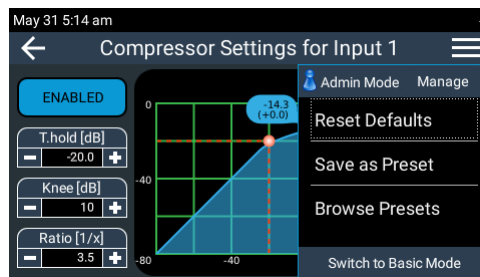 May 31 5:14 am
Compressor Settings for Input 1
ENABLED
T.hold [dB]
-20.0
Knee [dB]
10
Ratio [1/x]
3.5
0
-40
-80
-40
-14.3
(+0.0)
Admin Mode Manage
Reset Defaults
Save as Preset
Browse Presets
Switch to Basic Mode